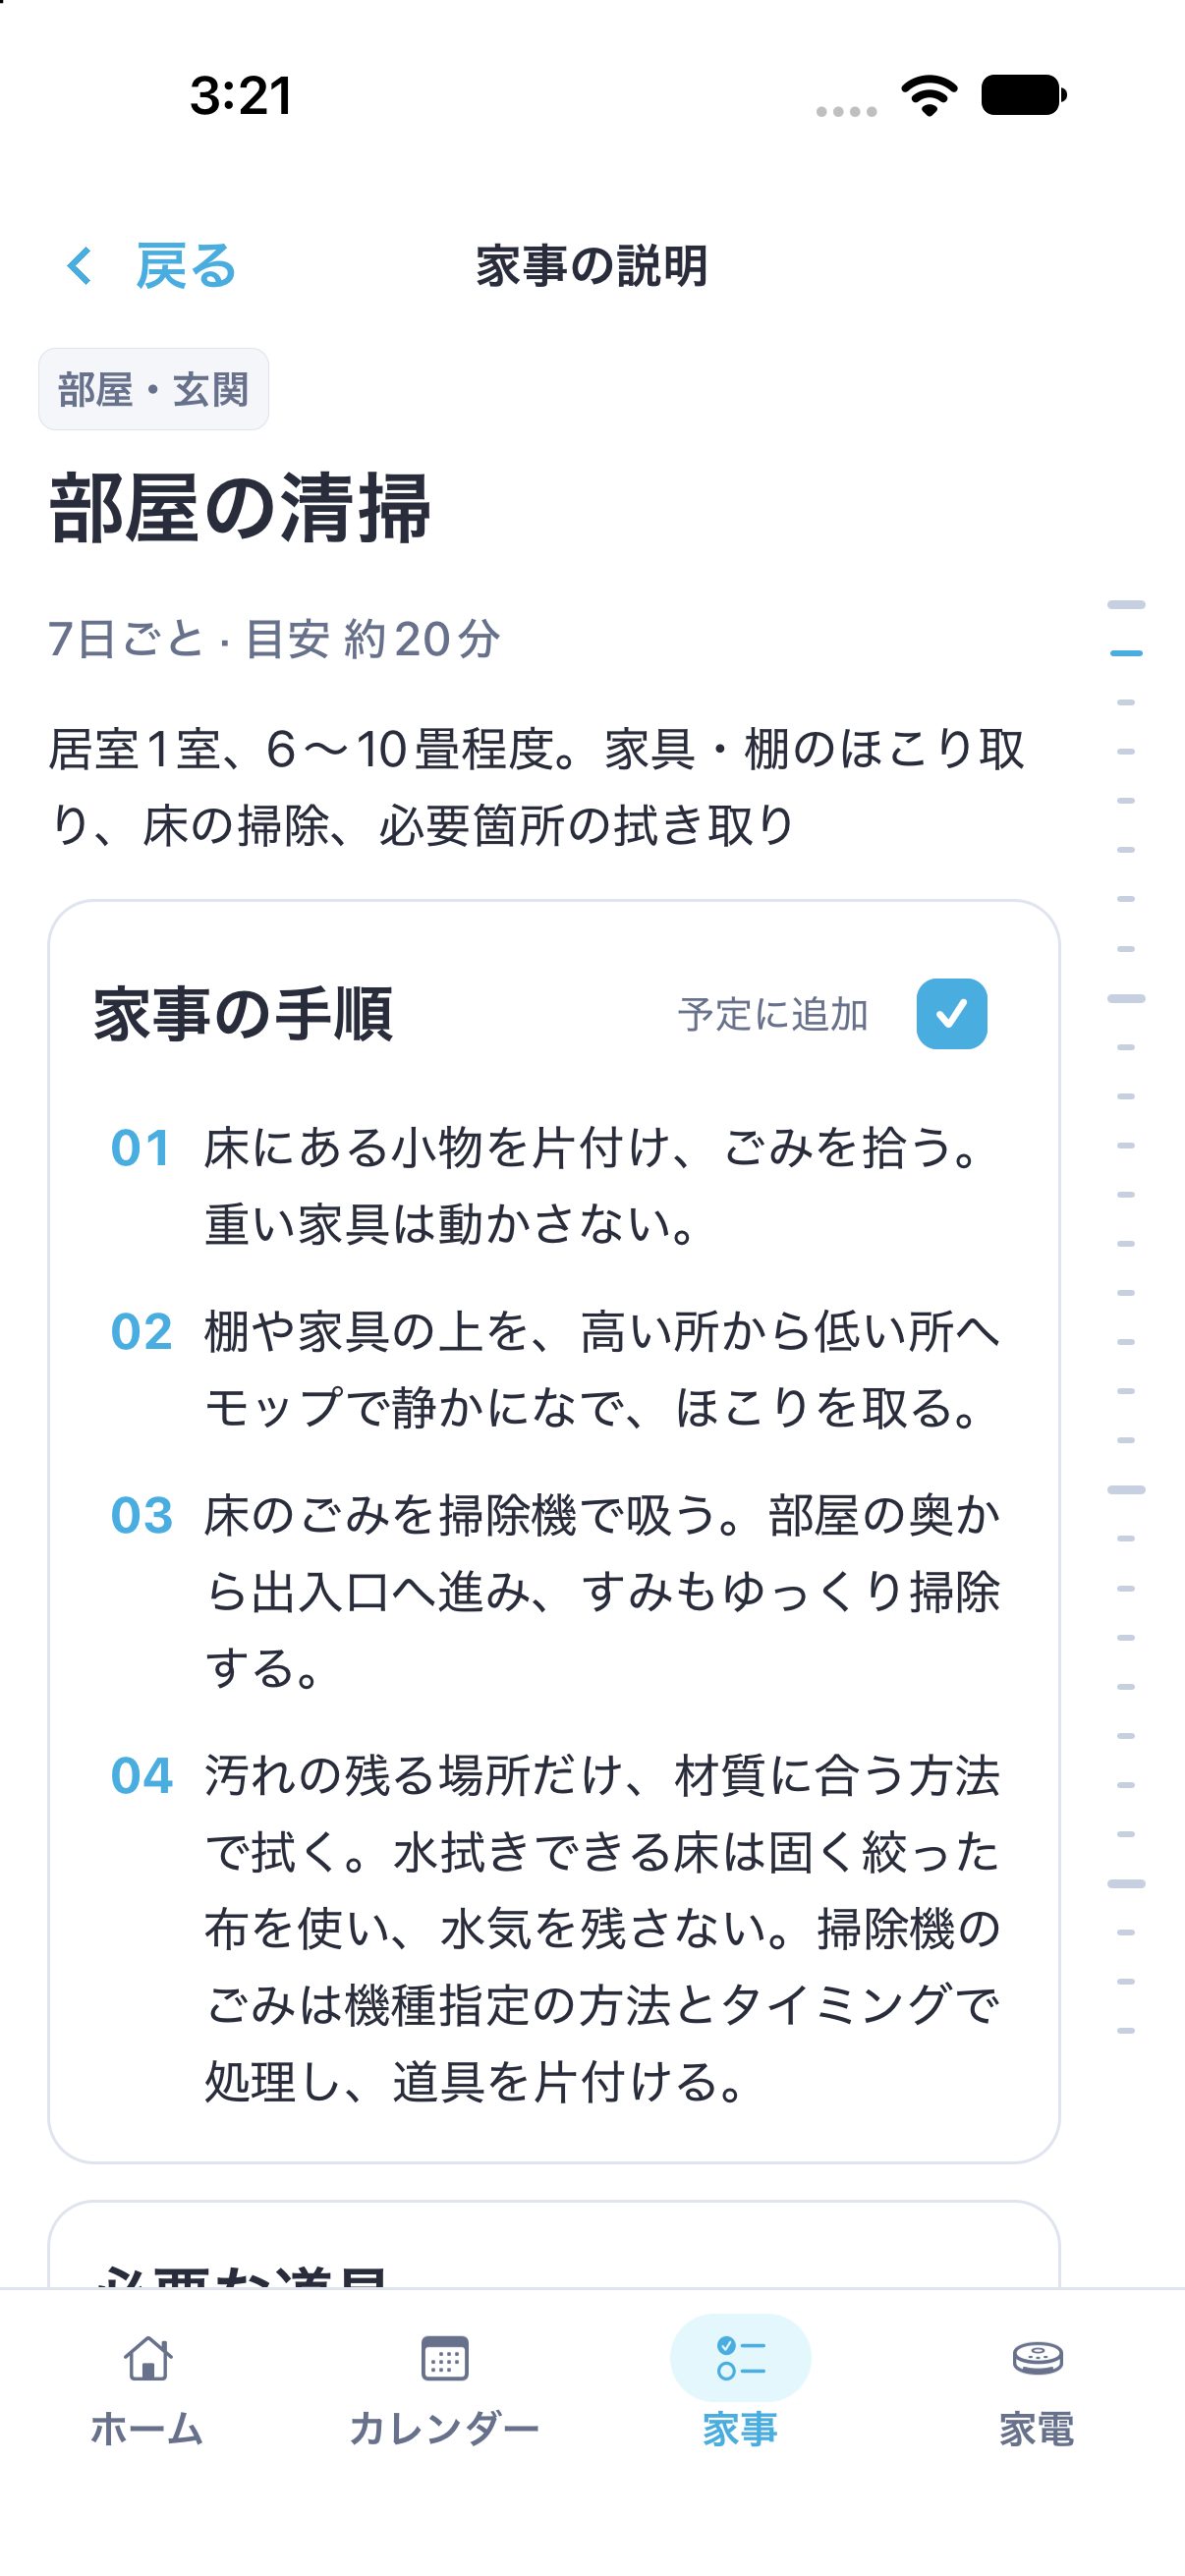 3:21
戻る
家事の説明
部屋・玄関
部屋の清掃
7日ごと · 目安 約20分
居室1室、6〜10畳程度。家具・棚のほこり取
り、床の掃除、必要箇所の拭き取り
家事の手順
予定に追加
01 床にある小物を片付け、ごみを拾う。
重い家具は動かさない。
02 棚や家具の上を、高い所から低い所へ
モップで静かになで、ほこりを取る。
03 床のごみを掃除機で吸う。部屋の奥か
ら出入口へ進み、すみもゆっくり掃除
する。
04 汚れの残る場所だけ、材質に合う方法
で拭く。水拭きできる床は固く絞った
布を使い、水気を残さない。掃除機の
ごみは機種指定の方法とタイミングで
処理し、道具を片付ける。
必要な道具
ホーム
カレンダー
家事
家電